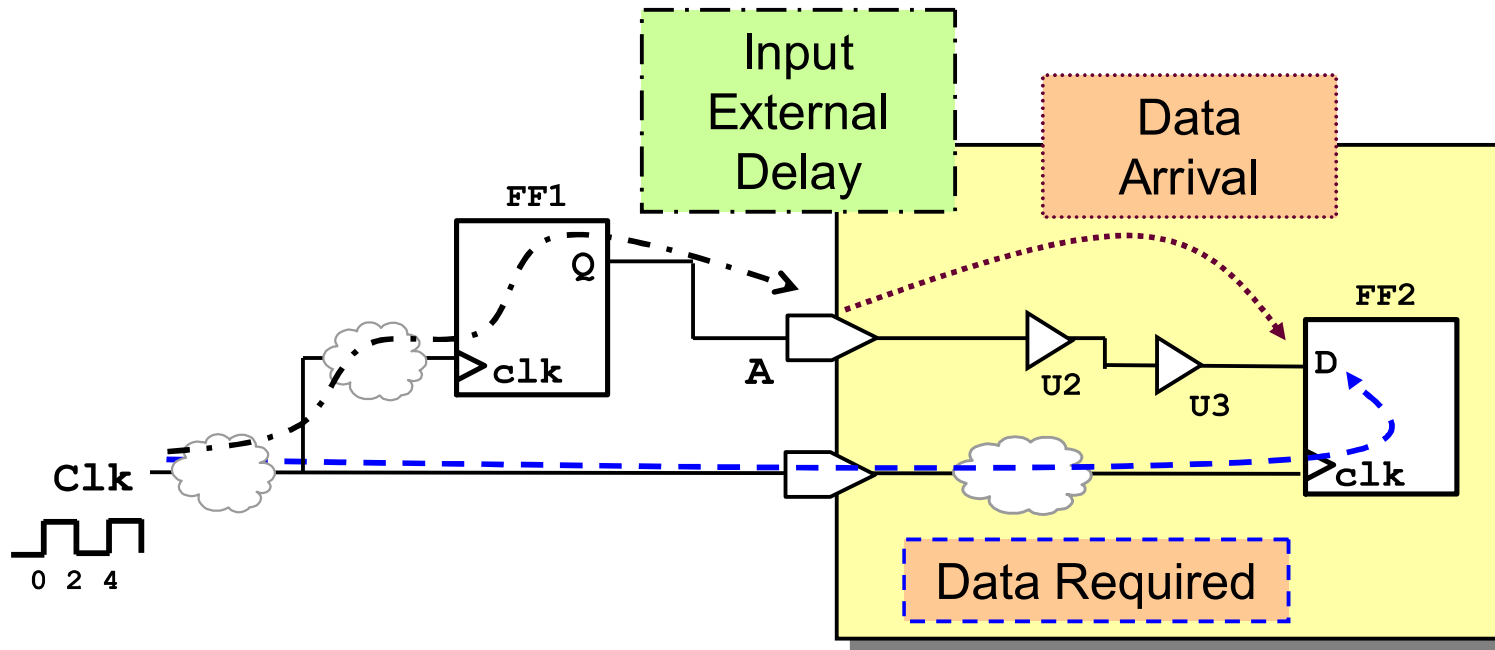 Input
External
Delay
Data
Arrival
FF1
Q
clk
A
U2
U3
FF2
D
clk
Clk
0 2 4
Data Required